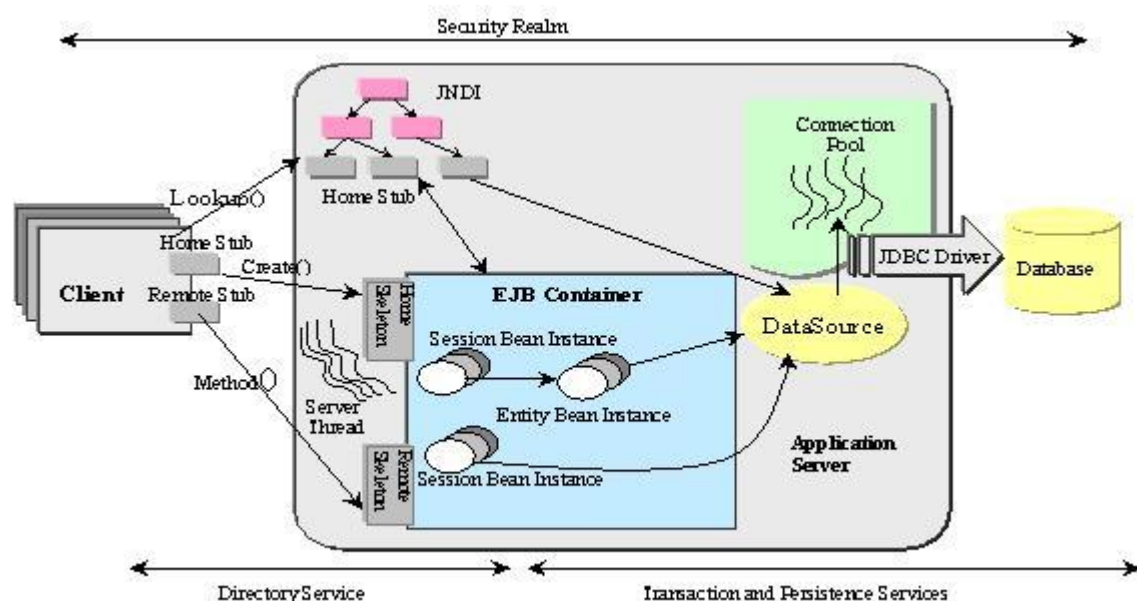 Security Realm
JNDI
Connection
Pool
Lookup()
Home Stub
Home Stub
Create()
JDBC Driver
Database
Client
Remote Stub
Home
Skeleton
EJB Container
DataSource
Session Bean Instance
Method()
Server
Thread
Entity Bean Instance
Application
Server
Remote
Skeleton
Session Bean Instance
Directory Service
Transaction and Persistence Services